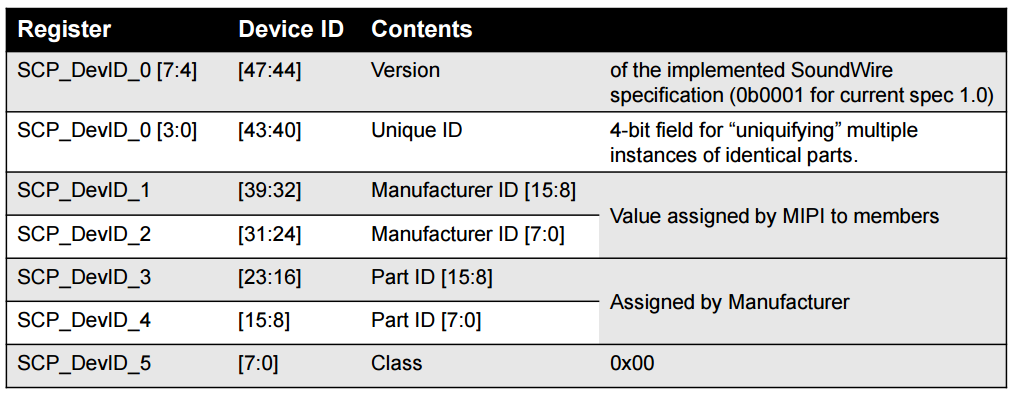 Register Device ID Contents
SCP_DevID_0 [7:4] [47:44] Version of the implemented SoundWire
specification (0b0001 for current spec 1.0)
SCP_DevID_0 [3:0] [43:40] Unique ID 4-bit field for “uniquifying” multiple
instances of identical parts.
SCP_DevID_1 [39:32] Manufacturer ID [15:8]
Value assigned by MIPI to members
SCP_DevID_2 [31:24] Manufacturer ID [7:0]
SCP_DevID_3 [23:16] Part ID [15:8]
Assigned by Manufacturer
SCP_DevID_4 [15:8] Part ID [7:0]
SCP_DevID_5 [7:0] Class 0x00